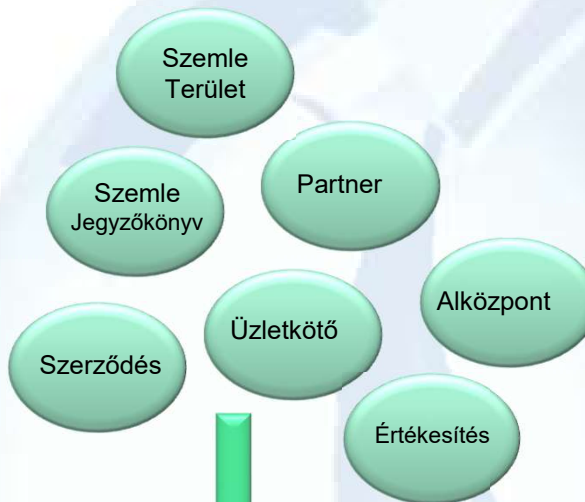 Szemle
Terület
Partner
Szemle
Jegyzőkönyv
Alközpont
Üzletkötő
Szerződés
Értékesítés